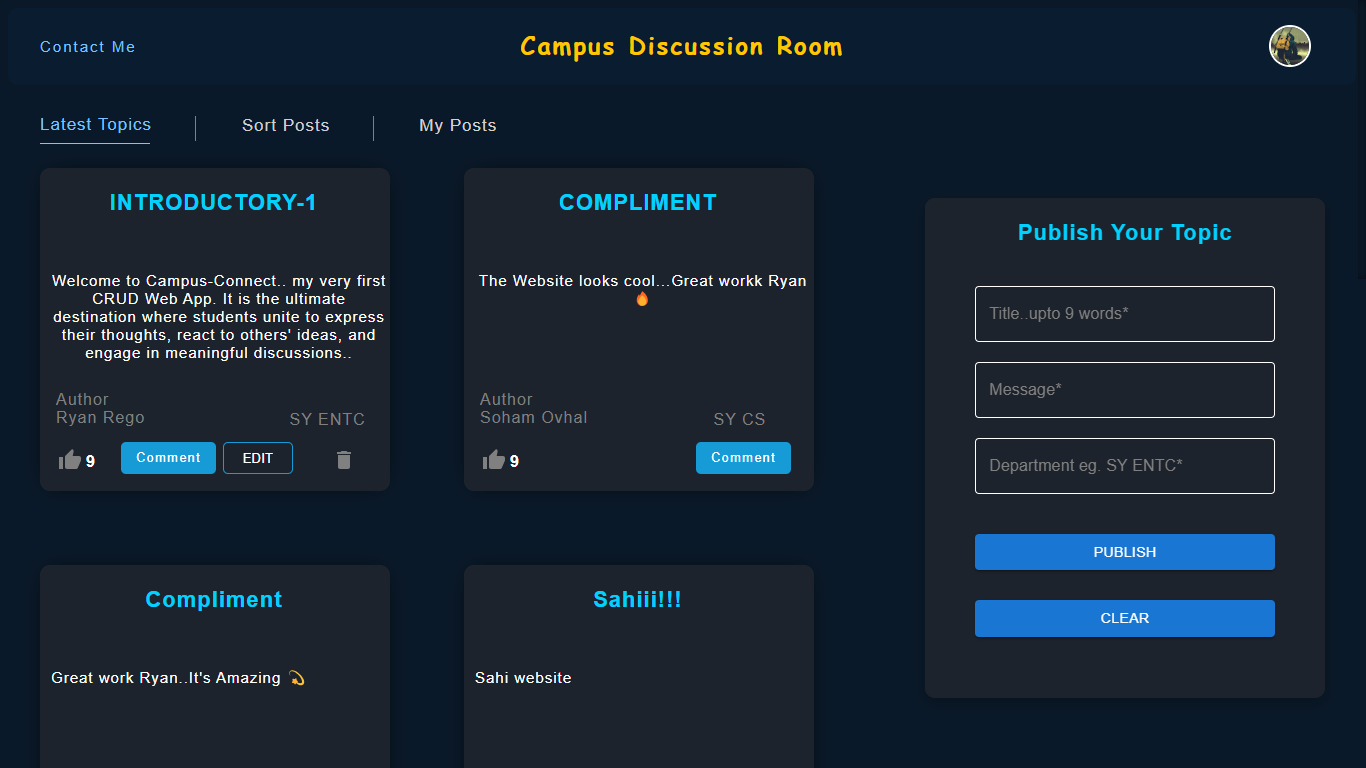 Contact Me
Campus Discussion Room
Latest Topics
Sort Posts
My Posts
INTRODUCTORY-1
Welcome to Campus-Connect.. my very first
CRUD Web App. It is the ultimate
destination where students unite to express
their thoughts, react to others' ideas, and
engage in meaningful discussions..
Author
Ryan Rego
SY ENTC
9
Comment
EDIT
COMPLIMENT
The Website looks cool...Great workk Ryan
🔥
Author
Soham Ovhal
SY CS
9
Comment
Publish Your Topic
Title..upto 9 words*
Message*
Department eg. SY ENTC*
PUBLISH
CLEAR
Compliment
Great work Ryan..It's Amazing 💫
Sahiii!!!
Sahi website